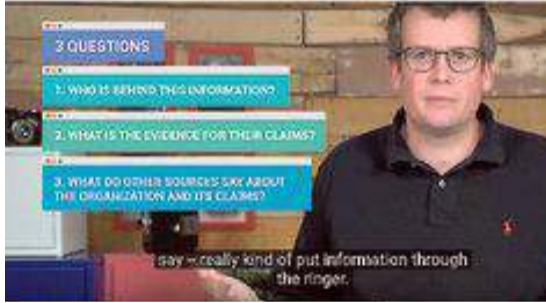 3 QUESTIONS
1. WHO IS BEHIND THIS INFORMATION?
2. WHAT IS THE EVIDENCE FOR THEIR CLAIMS?
3. WHAT DO OTHER SOURCES SAY ABOUT
THE ORGANIZATION AND ITS CLAIMS?
say – really kind of put information through
the ringer.